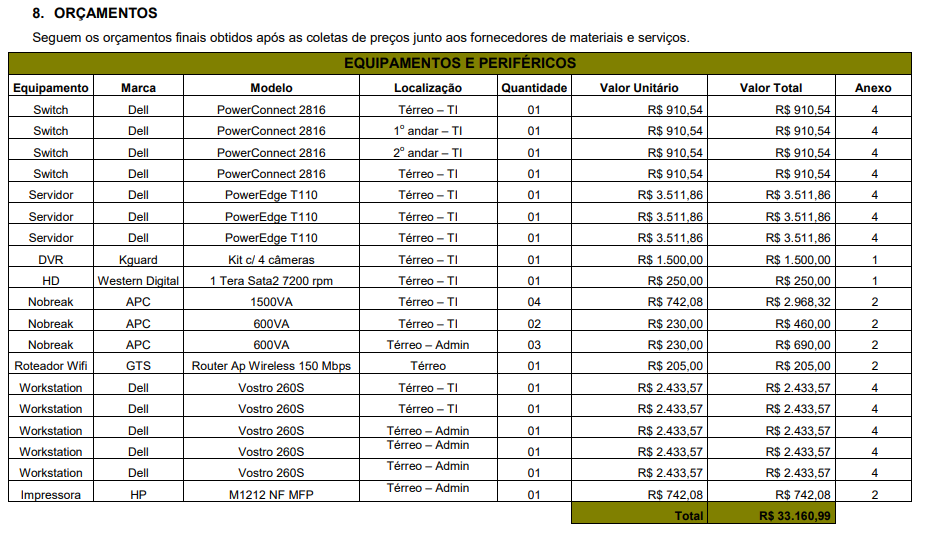 8. ORÇAMENTOS
Seguem os orçamentos finais obtidos após as coletas de preços junto aos fornecedores de materiais e serviços.
EQUIPAMENTOS E PERIFÉRICOS
Equipamento Marca Modelo Localização Quantidade Valor Unitário Valor Total Anexo
Switch Dell PowerConnect 2816 Térreo – TI 01 R$ 910,54 R$ 910,54 4
Switch Dell PowerConnect 2816 1º andar – TI 01 R$ 910,54 R$ 910,54 4
Switch Dell PowerConnect 2816 2º andar – TI 01 R$ 910,54 R$ 910,54 4
Switch Dell PowerConnect 2816 Térreo – TI 01 R$ 910,54 R$ 910,54 4
Servidor Dell PowerEdge T110 Térreo – TI 01 R$ 3.511,86 R$ 3.511,86 4
Servidor Dell PowerEdge T110 Térreo – TI 01 R$ 3.511,86 R$ 3.511,86 4
Servidor Dell PowerEdge T110 Térreo – TI 01 R$ 3.511,86 R$ 3.511,86 4
DVR Kguard Kit c/ 4 câmeras Térreo – TI 01 R$ 1.500,00 R$ 1.500,00 1
HD Western Digital 1 Tera Sata2 7200 rpm Térreo – TI 01 R$ 250,00 R$ 250,00 1
Nobreak APC 1500VA Térreo – TI 04 R$ 742,08 R$ 2.968,32 2
Nobreak APC 600VA Térreo – TI 02 R$ 230,00 R$ 460,00 2
Nobreak APC 600VA Térreo – Admin 03 R$ 230,00 R$ 690,00 2
Roteador Wifi GTS Router Ap Wireless 150 Mbps Térreo 01 R$ 205,00 R$ 205,00 2
Workstation Dell Vostro 260S Térreo – TI 01 R$ 2.433,57 R$ 2.433,57 4
Workstation Dell Vostro 260S Térreo – TI 01 R$ 2.433,57 R$ 2.433,57 4
Workstation Dell Vostro 260S Térreo – Admin 01 R$ 2.433,57 R$ 2.433,57 4
Workstation Dell Vostro 260S Térreo – Admin 01 R$ 2.433,57 R$ 2.433,57 4
Workstation Dell Vostro 260S Térreo – Admin 01 R$ 2.433,57 R$ 2.433,57 4
Impressora HP M1212 NF MFP Térreo – Admin 01 R$ 742,08 R$ 742,08 2
Total R$ 33.160,99